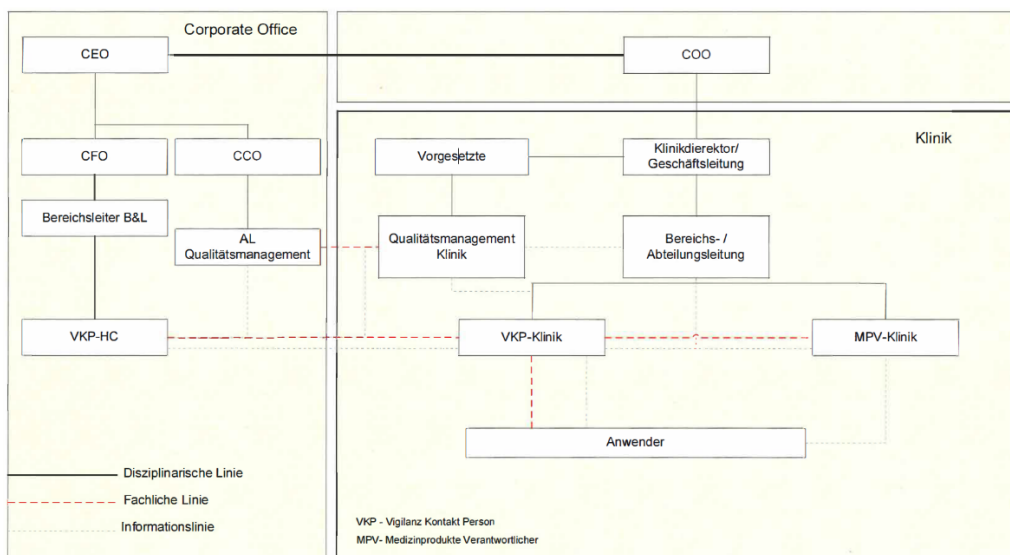 Corporate Office
CEO
COO
CFO
CCO
Vorgesetzte
Klinikdierektor/
Geschäftsleitung
Klinik
Bereichsleiter B&L
AL
Qualitätsmanagement
Qualitätsmanagement
Klinik
Bereichs- /
Abteilungsleitung
VKP-HC
VKP-Klinik
MPV-Klinik
Anwender
Disziplinarische Linie
Fachliche Linie
Informationslinie
VKP - Vigilanz Kontakt Person
MPV- Medizinprodukte Verantwortlicher